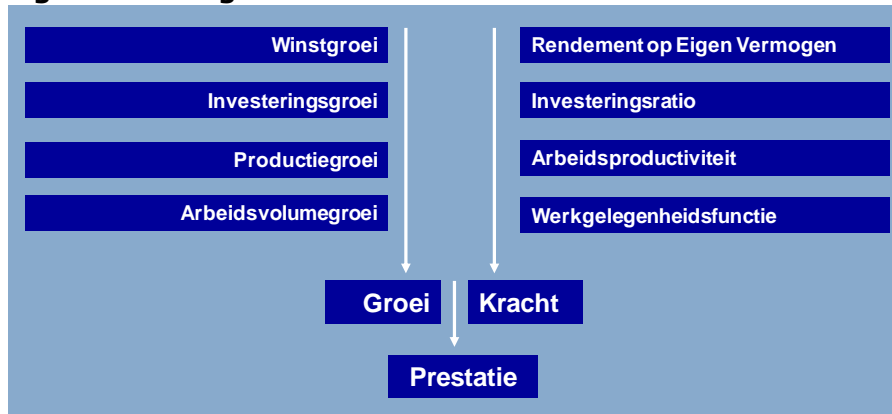 Winstgroei
Rendement op Eigen Vermogen
Investeringsgroei
Investeringsratio
Productiegroei
Arbeidsproductiviteit
Arbeidsvolumegroei
Werkgelegenheidsfunctie
Groei
Kracht
Prestatie